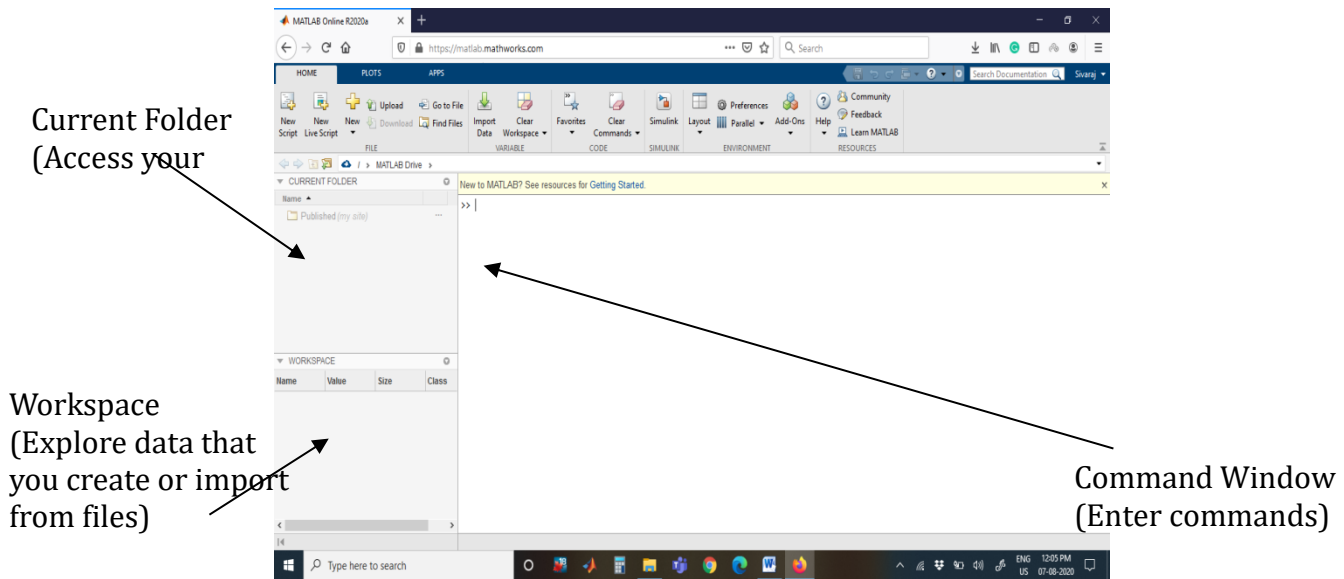 MATLAB Online R2020a
https://matlab.mathworks.com
Search
HOME PLOTS APPS
Search Documentation Sivaraj
New Script
New Live Script
New
Upload
Download
Go to File
Find Files
FILE
Import Data
Clear Workspace
VARIABLE
Favorites
Clear Commands
CODE
Simulink
SIMULINK
Layout
Preferences
Parallel
Add-Ons
ENVIRONMENT
Help
Community
Feedback
Learn MATLAB
RESOURCES
/ > MATLAB Drive >
CURRENT FOLDER
Name
Published (my site)
New to MATLAB? See resources for Getting Started.
>>
WORKSPACE
Name Value Size Class
Type here to search
ENG US
12:05 PM
07-08-2020
Current Folder
(Access your
Workspace
(Explore data that
you create or import
from files)
Command Window
(Enter commands)